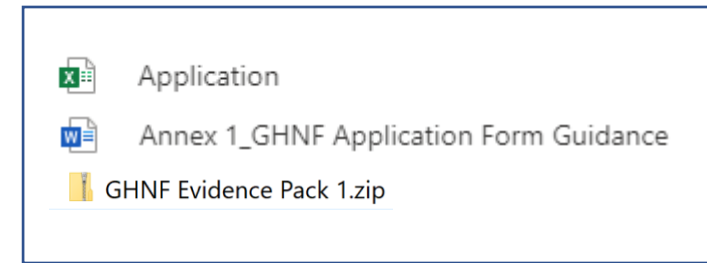 Application
Annex 1_GHNF Application Form Guidance
GHNF Evidence Pack 1.zip